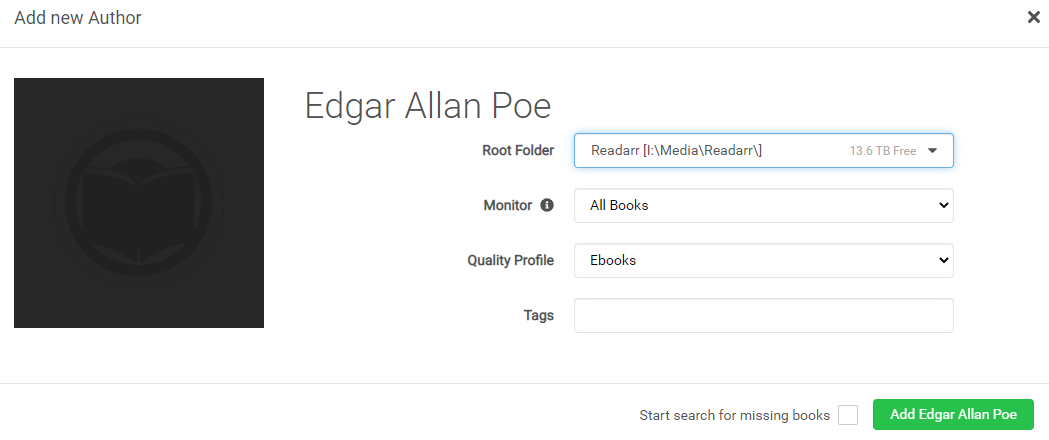 Add new Author
Edgar Allan Poe
Root Folder Readarr [I:\Media\Readarr\] 13.6 TB Free
Monitor All Books
Quality Profile Ebooks
Tags
Start search for missing books Add Edgar Allan Poe